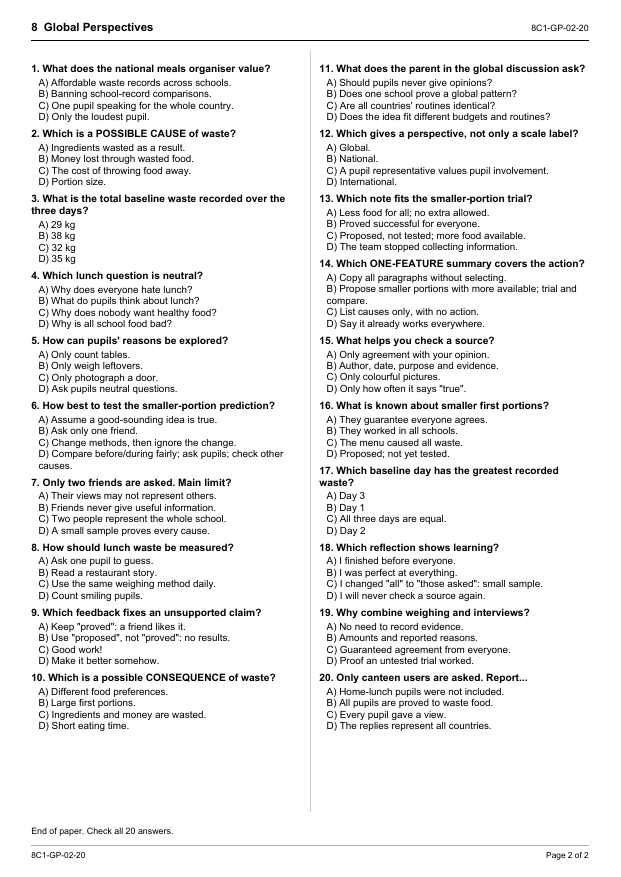 8 Global Perspectives
8C1-GP-02-20
1. What does the national meals organiser value?
A) Affordable waste records across schools.
B) Banning school-record comparisons.
C) One pupil speaking for the whole country.
D) Only the loudest pupil.
2. Which is a POSSIBLE CAUSE of waste?
A) Ingredients wasted as a result.
B) Money lost through wasted food.
C) The cost of throwing food away.
D) Portion size.
3. What is the total baseline waste recorded over the
three days?
A) 29 kg
B) 38 kg
C) 32 kg
D) 35 kg
4. Which lunch question is neutral?
A) Why does everyone hate lunch?
B) What do pupils think about lunch?
C) Why does nobody want healthy food?
D) Why is all school food bad?
5. How can pupils' reasons be explored?
A) Only count tables.
B) Only weigh leftovers.
C) Only photograph a door.
D) Ask pupils neutral questions.
6. How best to test the smaller-portion prediction?
A) Assume a good-sounding idea is true.
B) Ask only one friend.
C) Change methods, then ignore the change.
D) Compare before/during fairly; ask pupils; check other
causes.
7. Only two friends are asked. Main limit?
A) Their views may not represent others.
B) Friends never give useful information.
C) Two people represent the whole school.
D) A small sample proves every cause.
8. How should lunch waste be measured?
A) Ask one pupil to guess.
B) Read a restaurant story.
C) Use the same weighing method daily.
D) Count smiling pupils.
9. Which feedback fixes an unsupported claim?
A) Keep "proved": a friend likes it.
B) Use "proposed", not "proved": no results.
C) Good work!
D) Make it better somehow.
10. Which is a possible CONSEQUENCE of waste?
A) Different food preferences.
B) Large first portions.
C) Ingredients and money are wasted.
D) Short eating time.
11. What does the parent in the global discussion ask?
A) Should pupils never give opinions?
B) Does one school prove a global pattern?
C) Are all countries' routines identical?
D) Does the idea fit different budgets and routines?
12. Which gives a perspective, not only a scale label?
A) Global.
B) National.
C) A pupil representative values pupil involvement.
D) International.
13. Which note fits the smaller-portion trial?
A) Less food for all; no extra allowed.
B) Proved successful for everyone.
C) Proposed, not tested; more food available.
D) The team stopped collecting information.
14. Which ONE-FEATURE summary covers the action?
A) Copy all paragraphs without selecting.
B) Propose smaller portions with more available; trial and
compare.
C) List causes only, with no action.
D) Say it already works everywhere.
15. What helps you check a source?
A) Only agreement with your opinion.
B) Author, date, purpose and evidence.
C) Only colourful pictures.
D) Only how often it says "true".
16. What is known about smaller first portions?
A) They guarantee everyone agrees.
B) They worked in all schools.
C) The menu caused all waste.
D) Proposed; not yet tested.
17. Which baseline day has the greatest recorded
waste?
A) Day 3
B) Day 1
C) All three days are equal.
D) Day 2
18. Which reflection shows learning?
A) I finished before everyone.
B) I was perfect at everything.
C) I changed "all" to "those asked": small sample.
D) I will never check a source again.
19. Why combine weighing and interviews?
A) No need to record evidence.
B) Amounts and reported reasons.
C) Guaranteed agreement from everyone.
D) Proof an untested trial worked.
20. Only canteen users are asked. Report...
A) Home-lunch pupils were not included.
B) All pupils are proved to waste food.
C) Every pupil gave a view.
D) The replies represent all countries.
End of paper. Check all 20 answers.
8C1-GP-02-20
Page 2 of 2